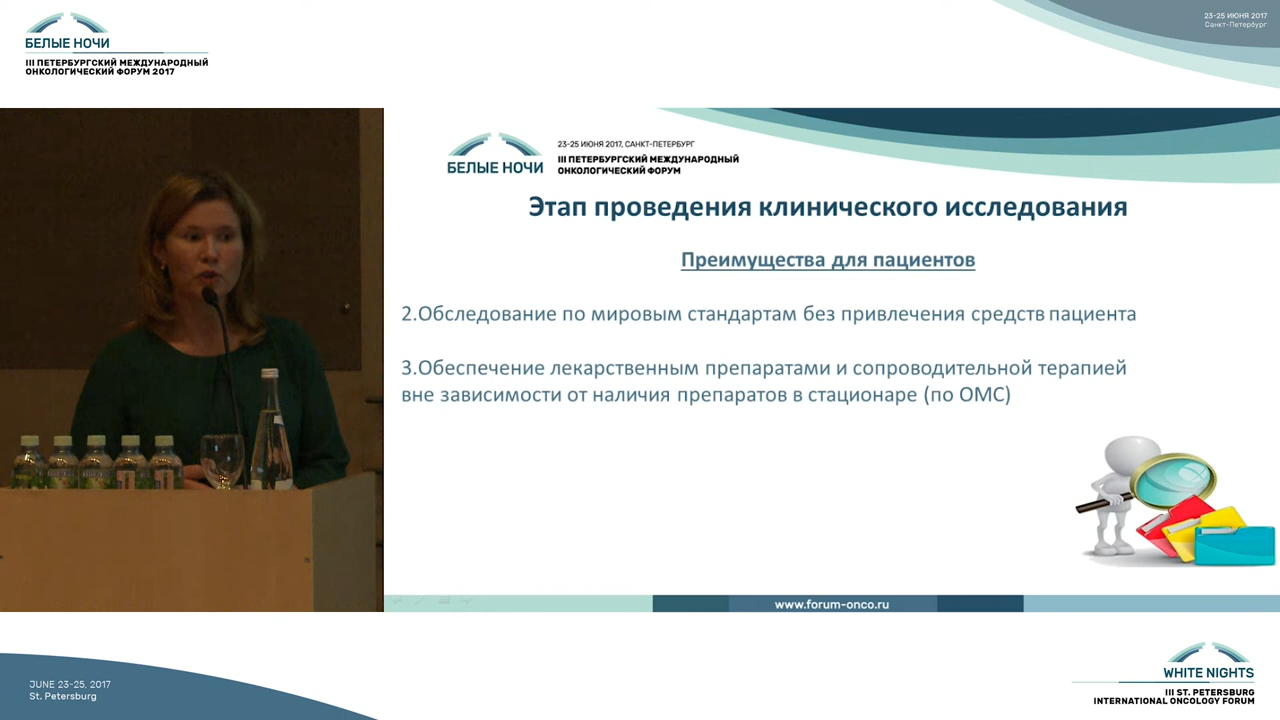 БЕЛЫЕ НОЧИ
III ПЕТЕРБУРГСКИЙ МЕЖДУНАРОДНЫЙ
ОНКОЛОГИЧЕСКИЙ ФОРУМ 2017
23-25 ИЮНЯ 2017
Санкт-Петербург
БЕЛЫЕ НОЧИ
23-25 ИЮНЯ 2017, САНКТ-ПЕТЕРБУРГ
III ПЕТЕРБУРГСКИЙ МЕЖДУНАРОДНЫЙ
ОНКОЛОГИЧЕСКИЙ ФОРУМ
Этап проведения клинического исследования
Преимущества для пациентов
2.Обследование по мировым стандартам без привлечения средств пациента
3.Обеспечение лекарственным препаратами и сопроводительной терапией
вне зависимости от наличия препаратов в стационаре (по ОМС)
www.forum-onco.ru
JUNE 23-25, 2017
St. Petersburg
WHITE NIGHTS
III ST. PETERSBURG
INTERNATIONAL ONCOLOGY FORUM